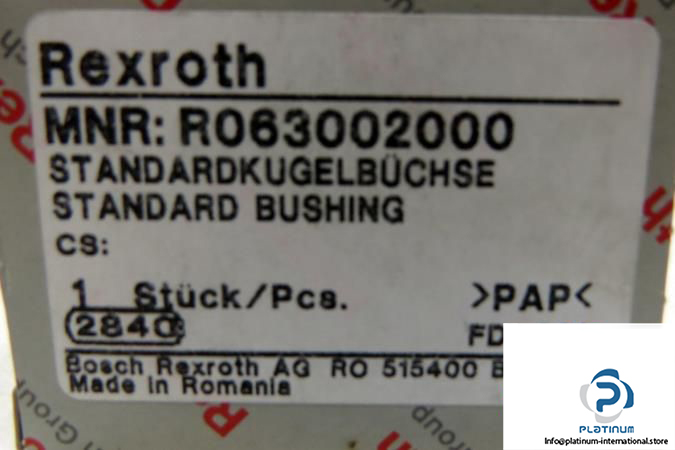 Rexroth
MNR: R063002000
STANDARDKUGELBÜCHSE
STANDARD BUSHING
CS:
1 Stück/Pcs. >PAP<
2840 FD
Bosch Rexroth AG RO 515400 B
Made in Romania
PLATINUM
Info@platinum-international.store